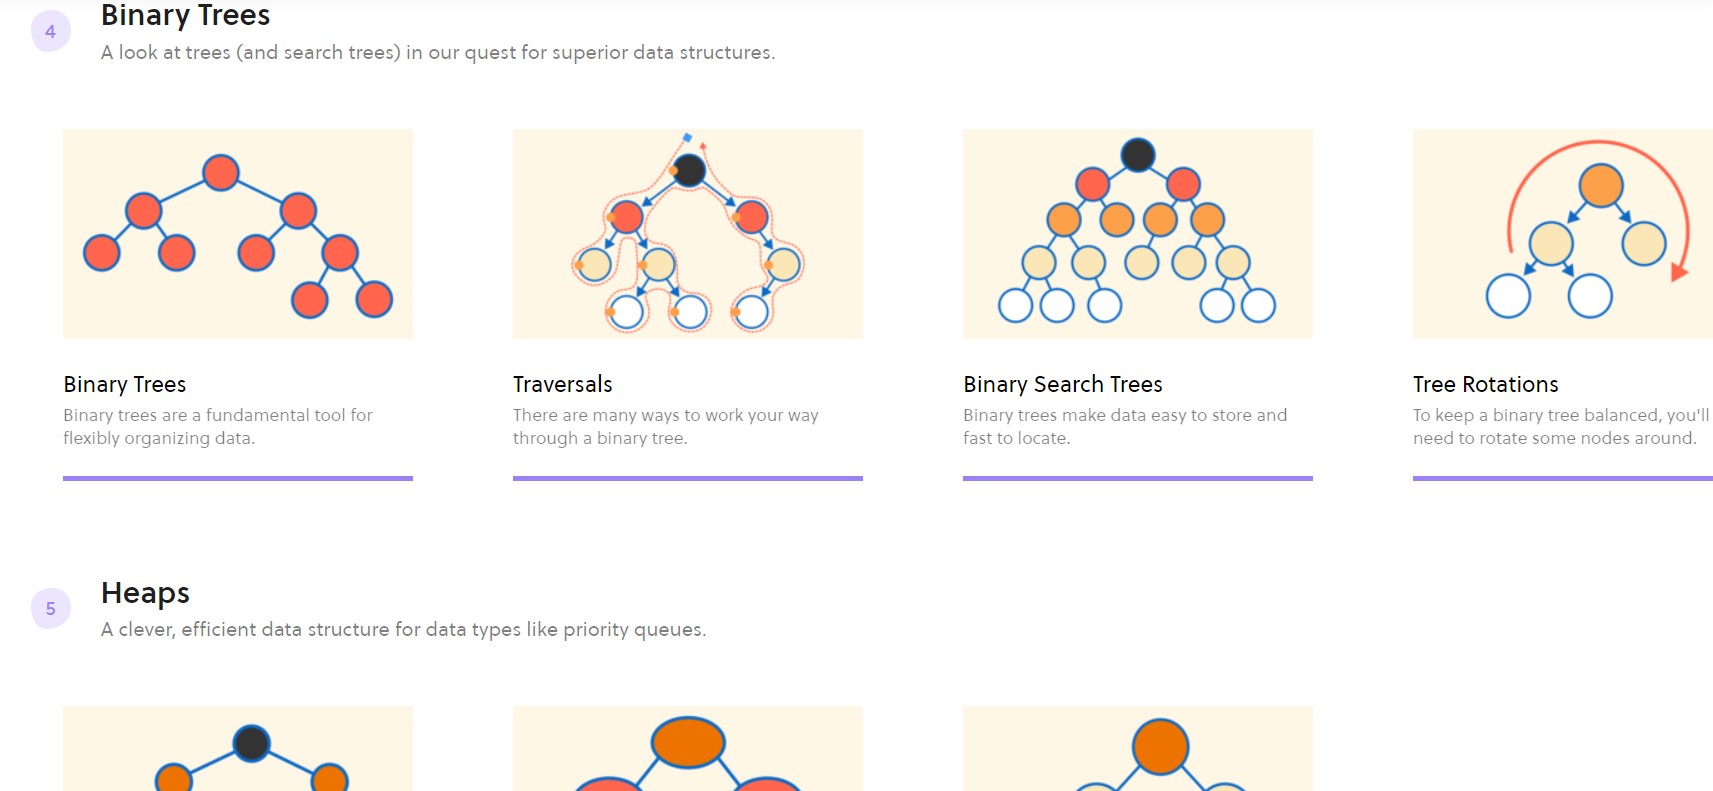 4
Binary Trees
A look at trees (and search trees) in our quest for superior data structures.
Binary Trees
Binary trees are a fundamental tool for
flexibly organizing data.
Traversals
There are many ways to work your way
through a binary tree.
Binary Search Trees
Binary trees make data easy to store and
fast to locate.
Tree Rotations
To keep a binary tree balanced, you'll
need to rotate some nodes around.
5
Heaps
A clever, efficient data structure for data types like priority queues.